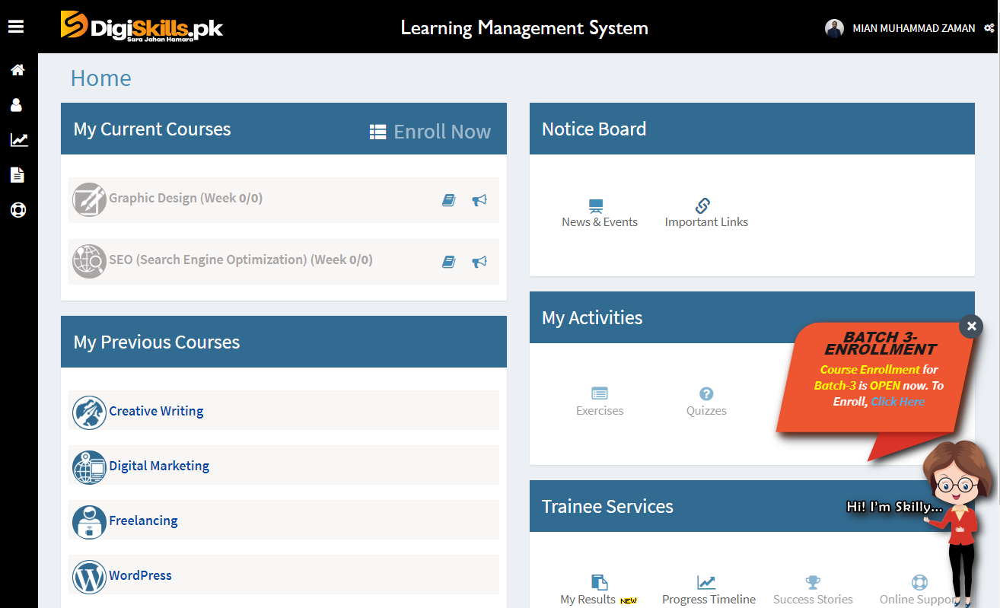 DigiSkills.pk
Sara Jahan Hamara
Learning Management System
MIAN MUHAMMAD ZAMAN
Home
My Current Courses
Enroll Now
Graphic Design (Week 0/0)
SEO (Search Engine Optimization) (Week 0/0)
My Previous Courses
Creative Writing
Digital Marketing
Freelancing
WordPress
Notice Board
News & Events
Important Links
My Activities
Exercises
Quizzes
BATCH 3-
ENROLLMENT
Course Enrollment for
Batch-3 is OPEN now. To
Enroll, Click Here
Trainee Services
Hi! I'm Skilly...
My Results NEW
Progress Timeline
Success Stories
Online Support